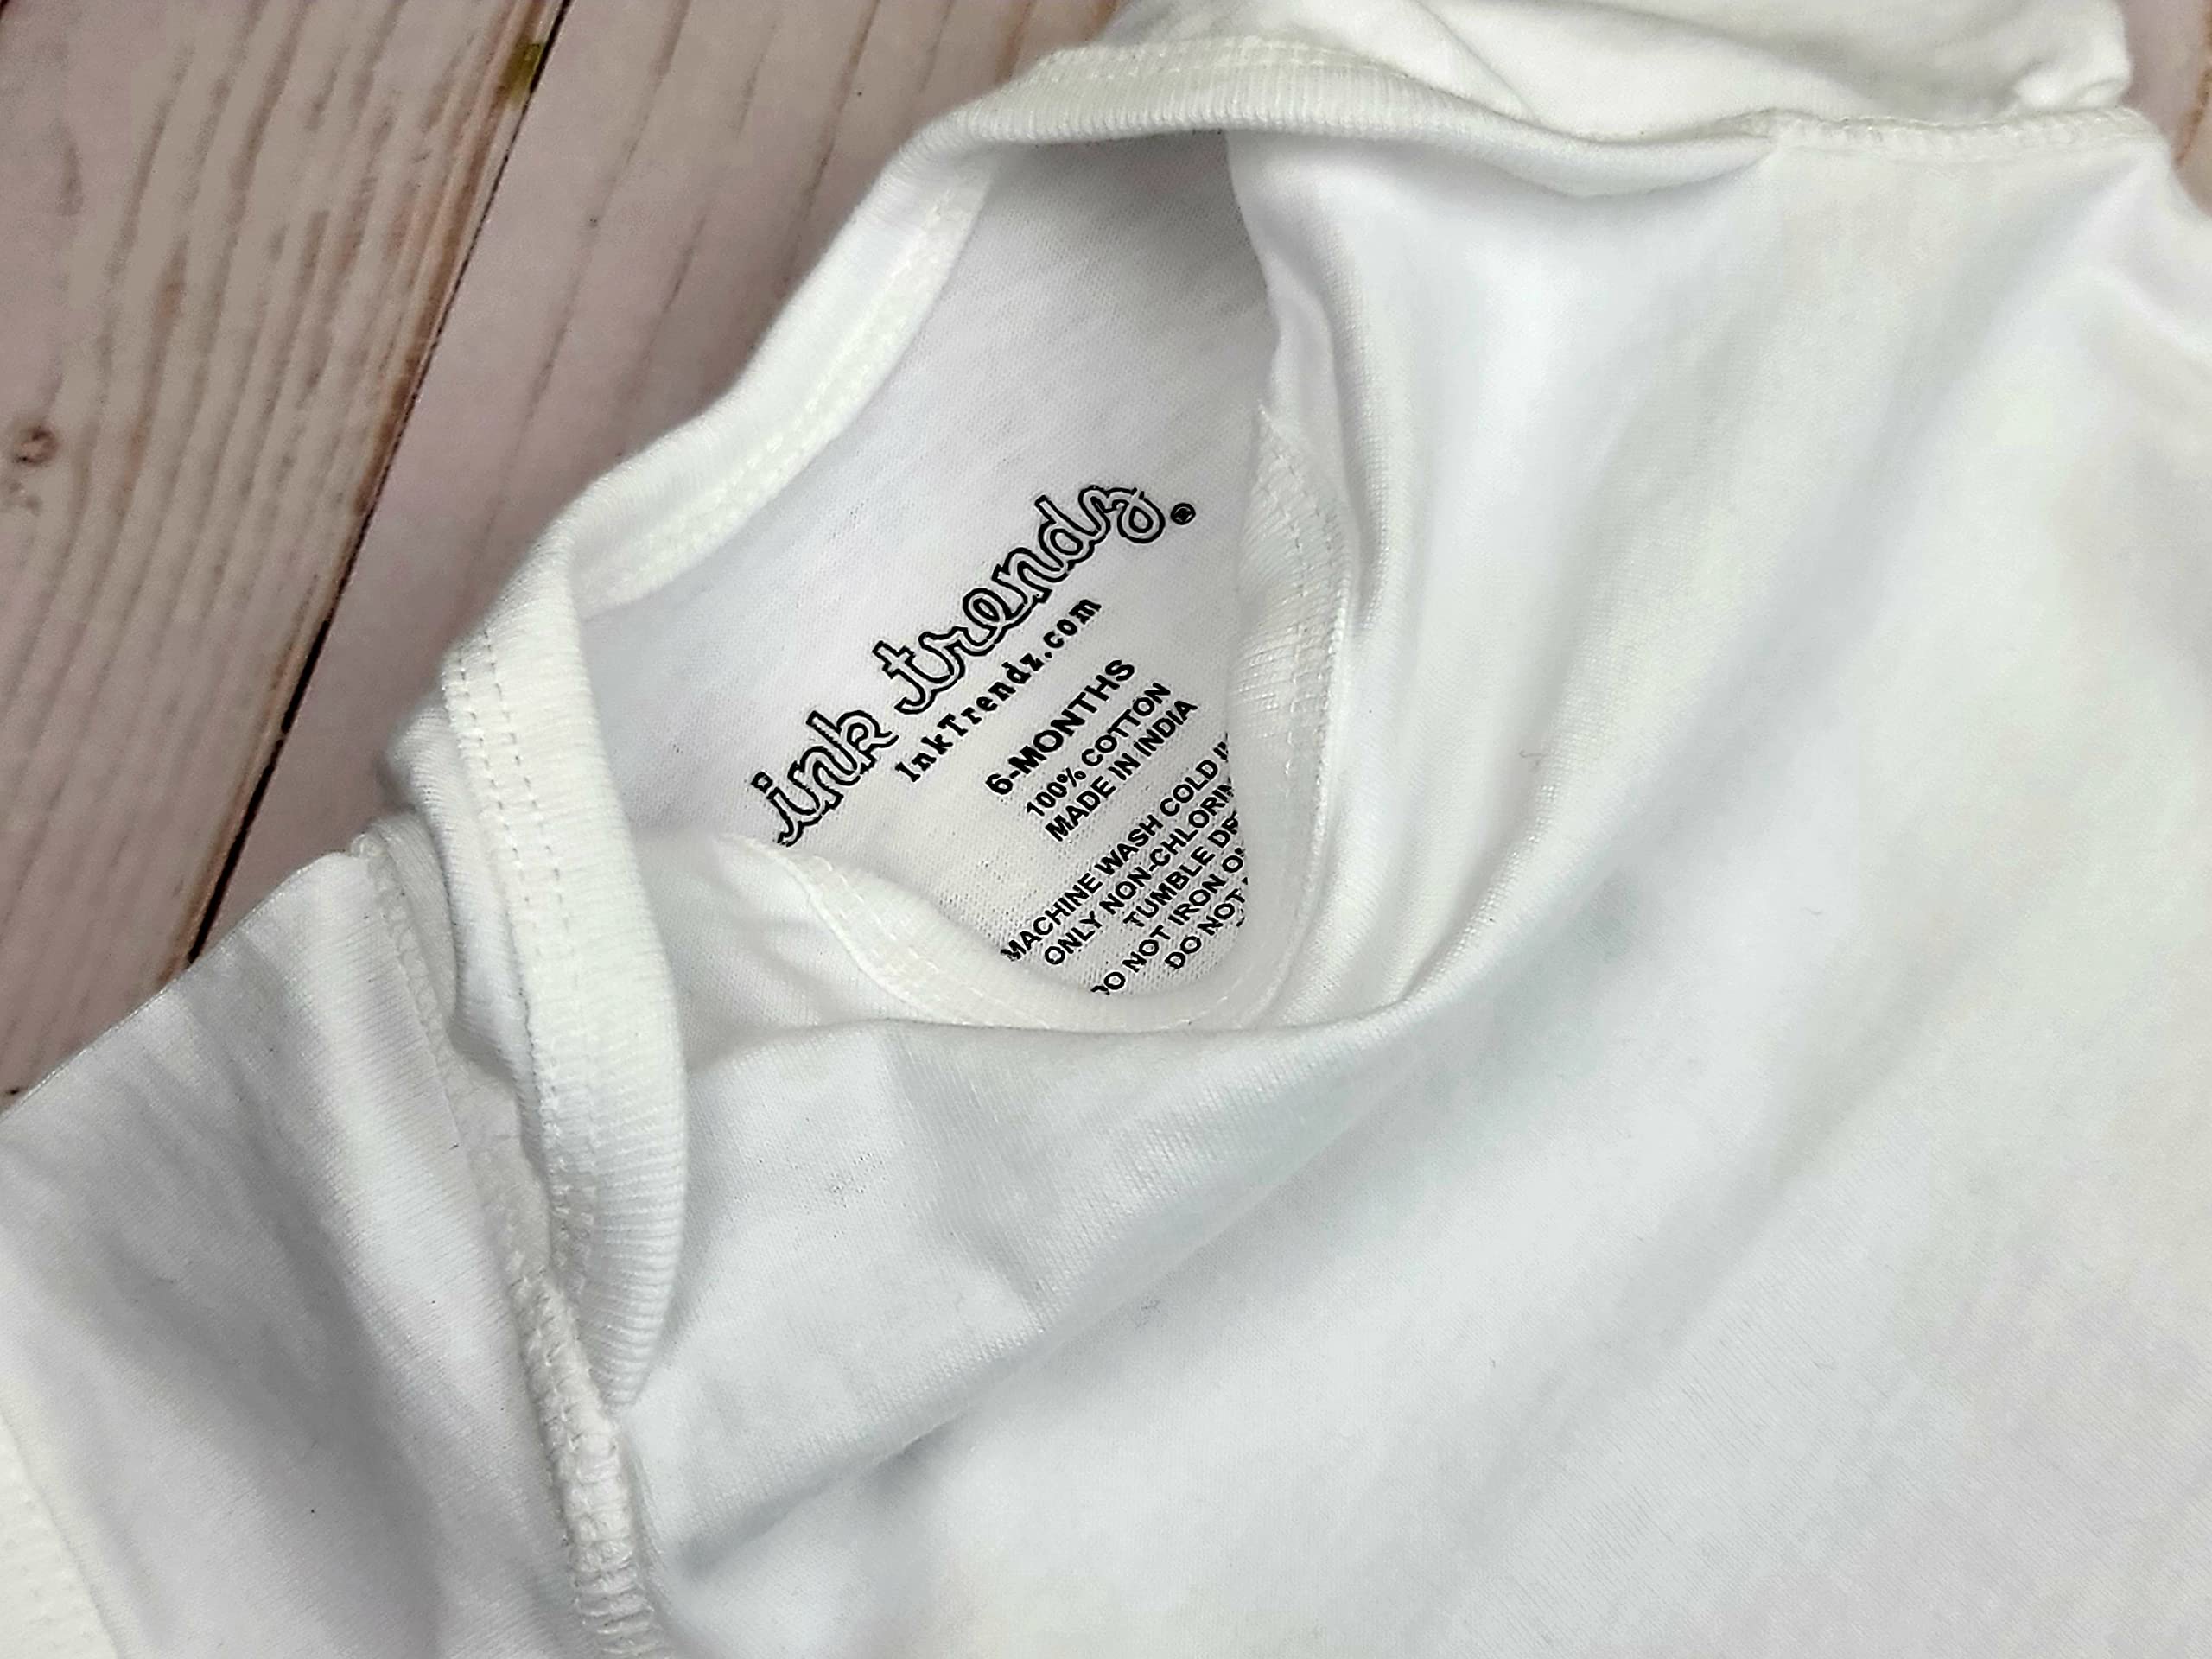 ink trendz®
InkTrendz.com
6-MONTHS
100% COTTON
MADE IN INDIA
MACHINE WASH COLD
ONLY NON-CHLORIN
TUMBLE
DO NOT IRON
DO NOT